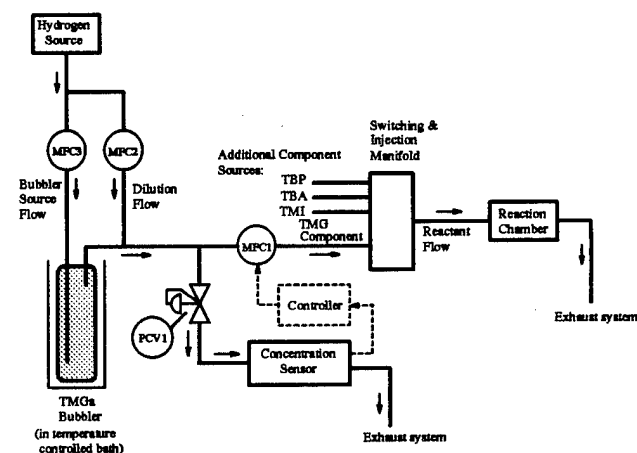 Hydrogen
Source
MFC3
MFC2
Bubbler
Source
Flow
Dilution
Flow
Additional Component
Sources:
TBP
TBA
TMI
TMG
Component
Switching &
Injection
Manifold
MFC1
Reactant
Flow
Reaction
Chamber
Exhaust system
Controller
PCV1
Concentration
Sensor
Exhaust system
TMGa
Bubbler
(in temperature
controlled bath)